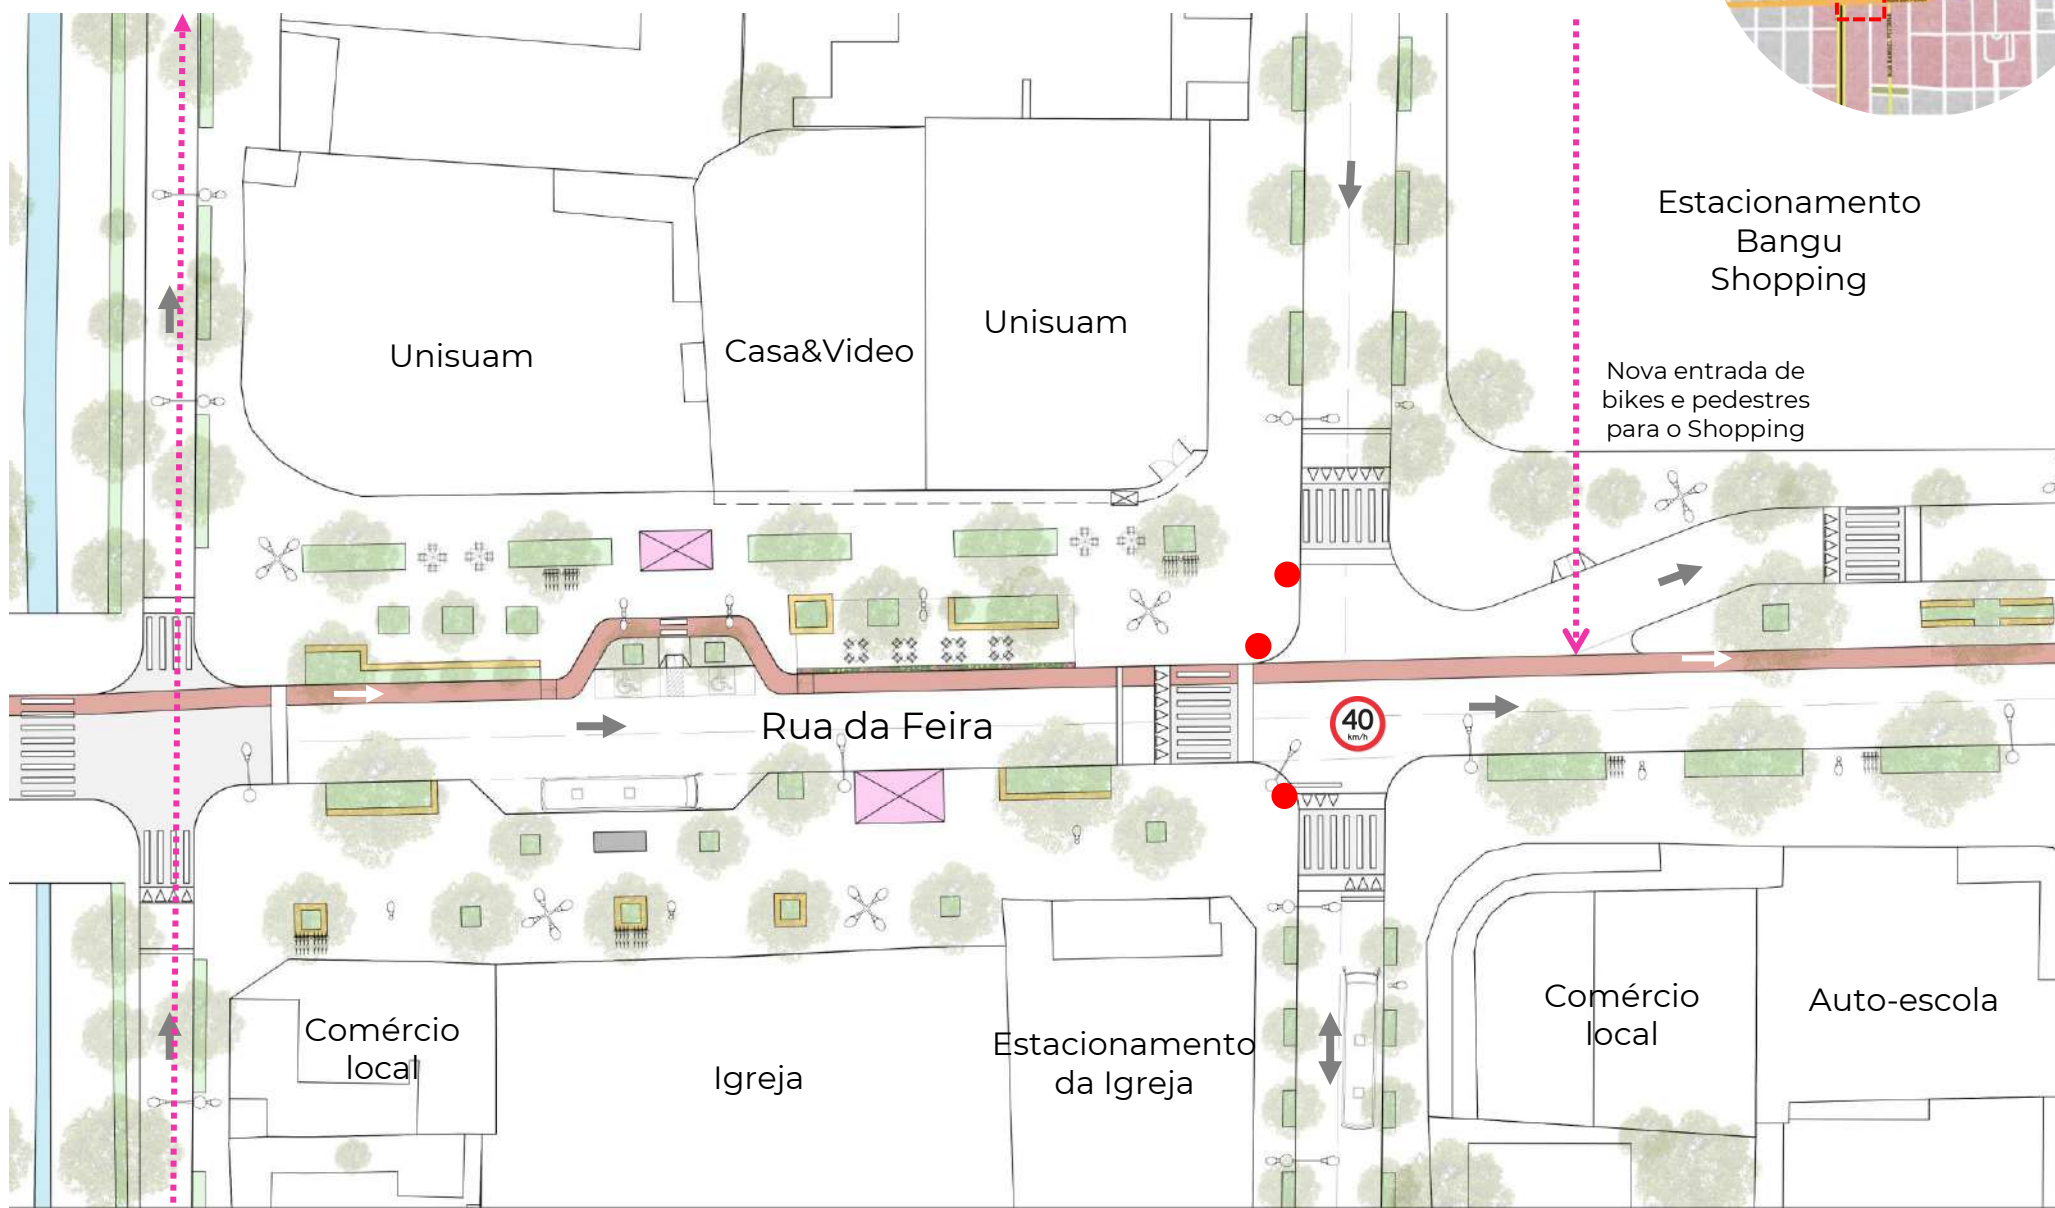 Estacionamento
Bangu
Shopping
Unisuam
Casa&Video
Unisuam
Nova entrada de
bikes e pedestres
para o Shopping
Rua da Feira
40
km/h
Comércio
local
Igreja
Estacionamento
da Igreja
Comércio
local
Auto-escola